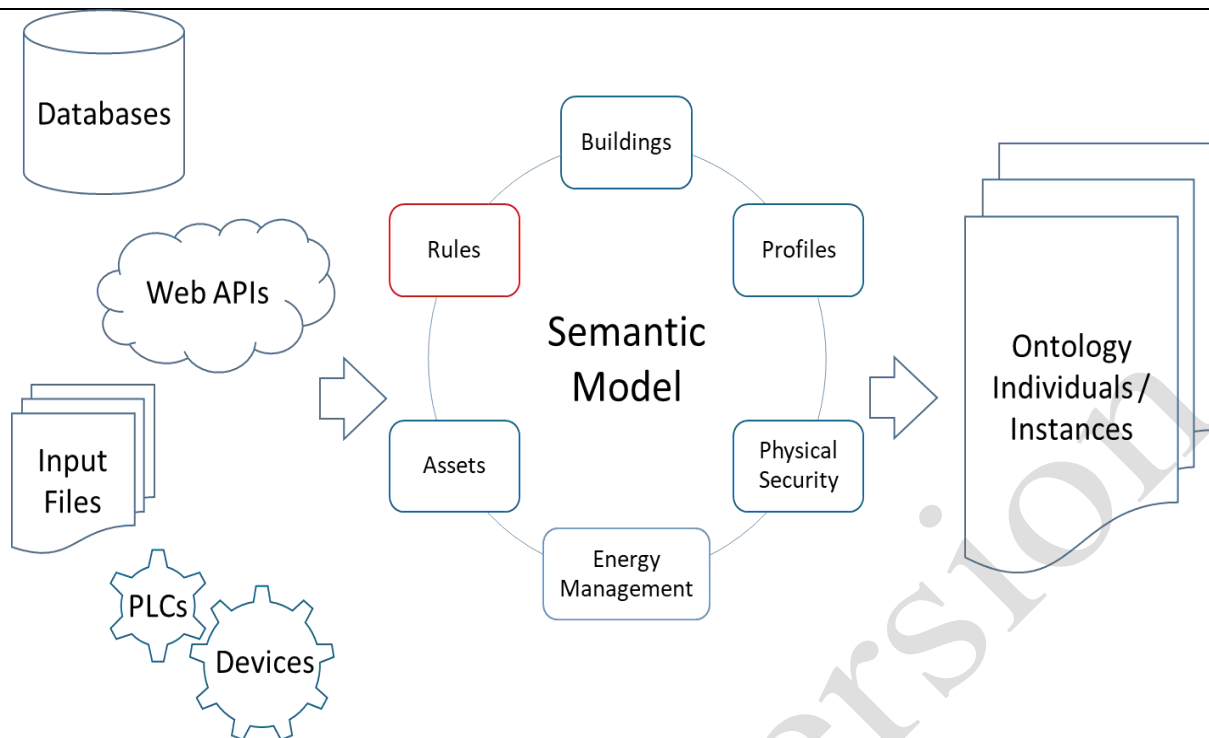 Databases
Web APIs
Input
Files
PLCs
Devices
Buildings
Rules
Profiles
Semantic
Model
Assets
Physical
Security
Energy
Management
Ontology
Individuals/
Instances
ersion